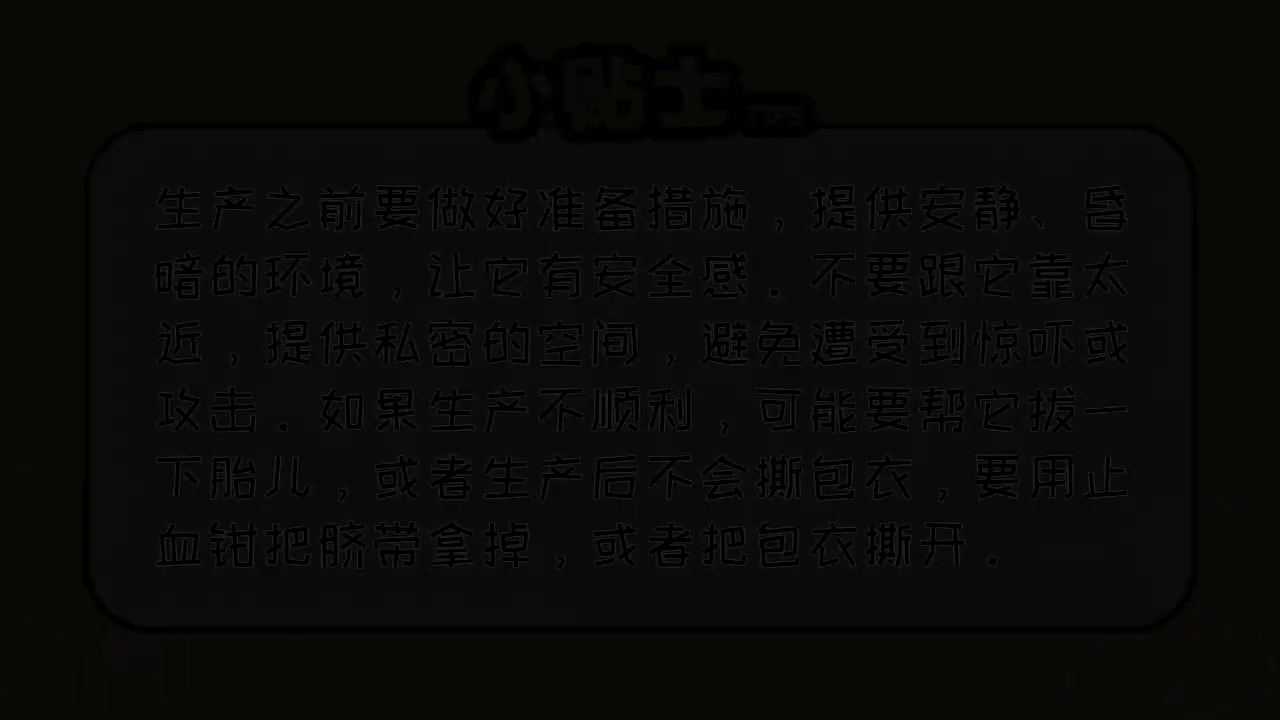 小贴士 TIPS
生产之前要做好准备措施，提供安静、昏
暗的环境，让它有安全感．不要跟它靠太
近，提供私密的空间，避免遭受到惊吓或
攻击．如果生产不顺利，可能要帮它拔一
下胎儿，或者生产后不会撕包衣，要用止
血钳把脐带拿掉，或者把包衣撕开．